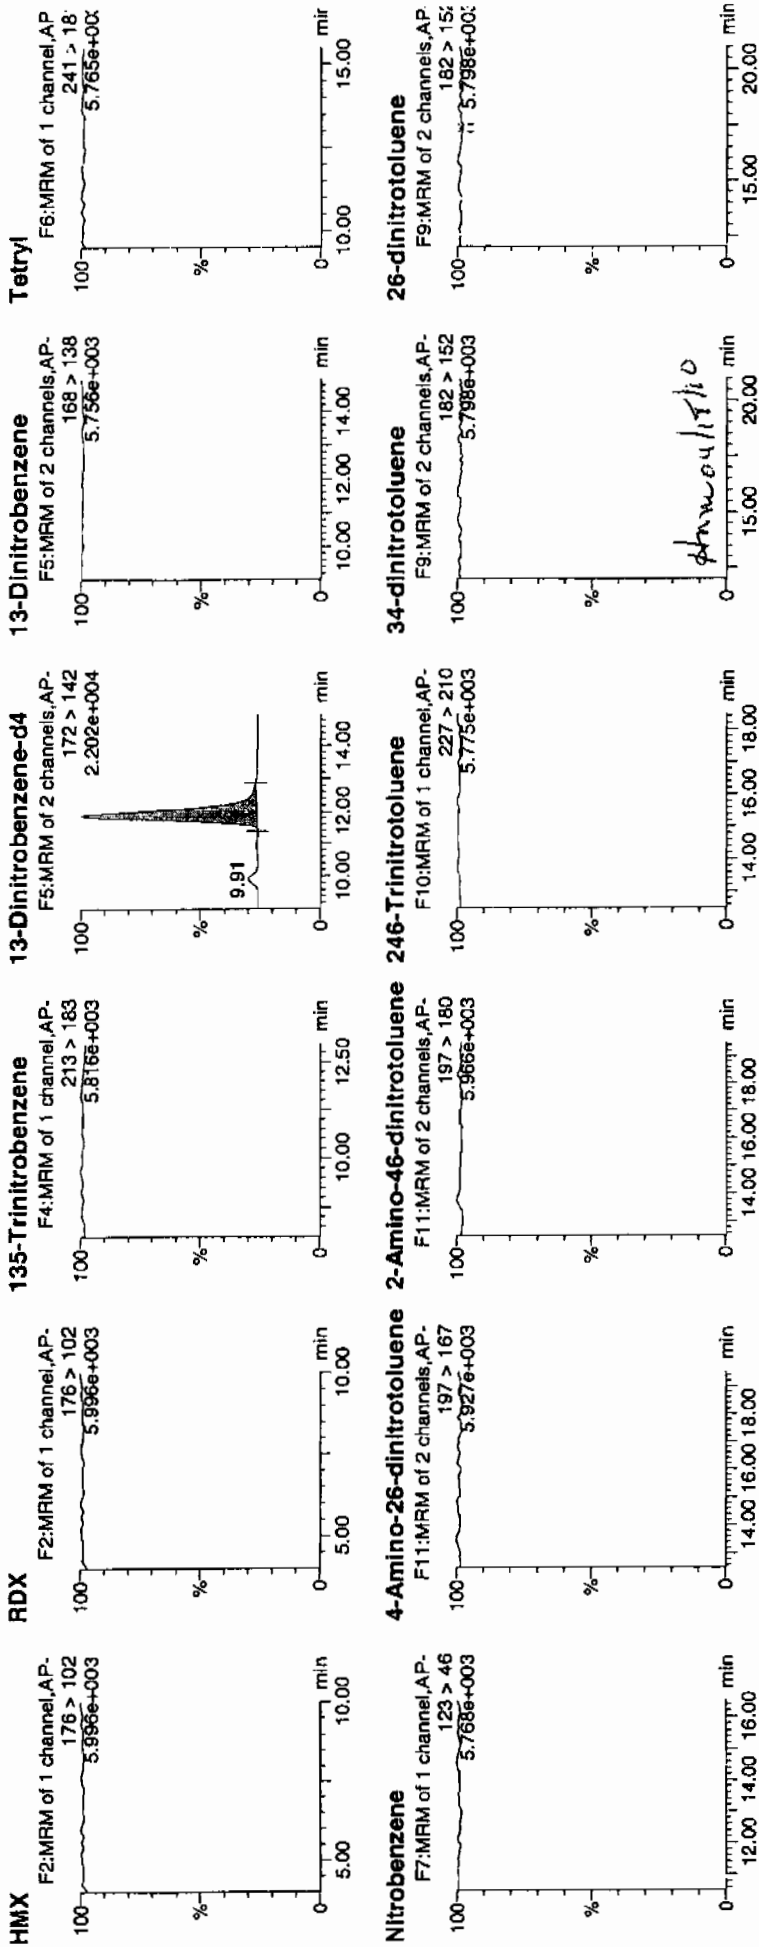 HMX
F2:MRM of 1 channel,AP-
176 > 102
5.996e+003
100
%
0
5.00
10.00
min
RDX
F2:MRM of 1 channel,AP-
176 > 102
5.996e+003
100
%
0
5.00
10.00
min
135-Trinitrobenzene
F4:MRM of 1 channel,AP-
213 > 183
5.816e+003
100
%
0
10.00
12.50
min
13-Dinitrobenzene-d4
F5:MRM of 2 channels,AP-
172 > 142
2.202e+004
100
9.91
%
0
10.00
12.00
14.00
min
13-Dinitrobenzene
F5:MRM of 2 channels,AP-
168 > 138
5.756e+003
100
%
0
10.00
12.00
14.00
min
Tetryl
F6:MRM of 1 channel,AP
241 > 18
5.765e+00
100
%
0
10.00
15.00
min
Nitrobenzene
F7:MRM of 1 channel,AP-
123 > 46
5.768e+003
100
%
0
12.00
14.00
16.00
min
4-Amino-26-dinitrotoluene
F11:MRM of 2 channels,AP-
197 > 167
5.927e+003
100
%
0
14.00
16.00
18.00
min
2-Amino-46-dinitrotoluene
F11:MRM of 2 channels,AP-
197 > 180
5.966e+003
100
%
0
14.00
16.00
18.00
min
246-Trinitrotoluene
F10:MRM of 1 channel,AP-
227 > 210
5.775e+003
100
%
0
14.00
16.00
18.00
min
34-dinitrotoluene
F9:MRM of 2 channels,AP-
182 > 152
5.798e+003
100
%
0
15.00
20.00
min
26-dinitrotoluene
F9:MRM of 2 channels,AP
182 > 152
5.798e+00
100
%
0
15.00
20.00
min